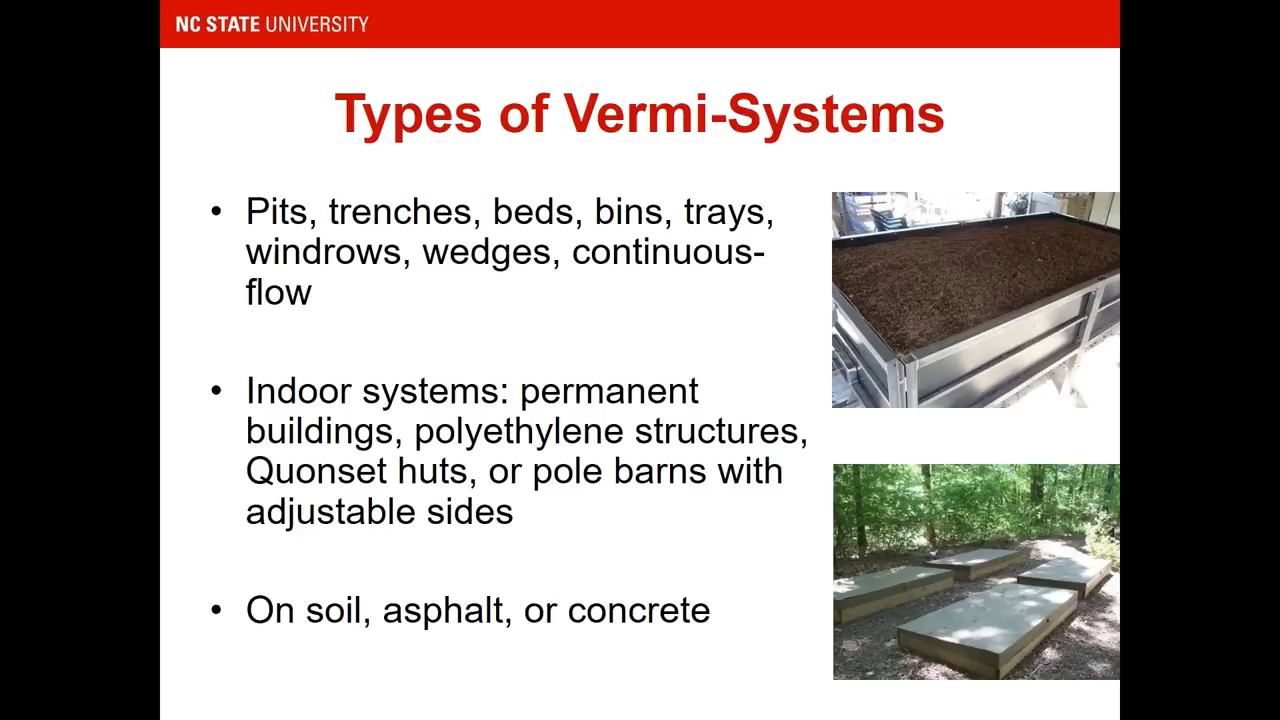 NC STATE UNIVERSITY
Types of Vermi-Systems
• Pits, trenches, beds, bins, trays,
windrows, wedges, continuous-
flow
• Indoor systems: permanent
buildings, polyethylene structures,
Quonset huts, or pole barns with
adjustable sides
• On soil, asphalt, or concrete